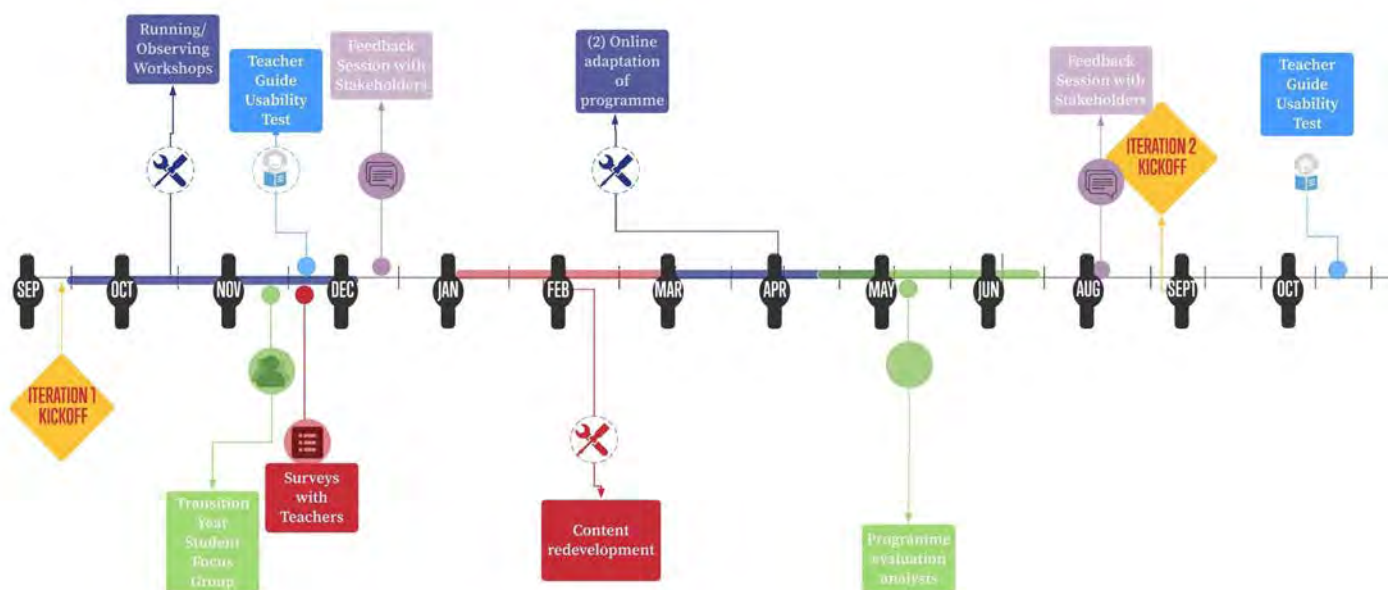 Running/
Observing
Workshops
Teacher
Guide
Usability
Test
Feedback
Session with
Stakeholders
(2) Online
adaptation
of
programme
Feedback
Session with
Stakeholders
ITERATION 2
KICKOFF
Teacher
Guide
Usability
Test
SEP
OCT
NOV
DEC
JAN
FEB
MAR
APR
MAY
JUN
AUG
SEPT
OCT
ITERATION 1
KICKOFF
Transition
Year
Student
Focus
Group
Surveys
with
Teachers
Content
redevelopment
Programme
evaluation
analysts